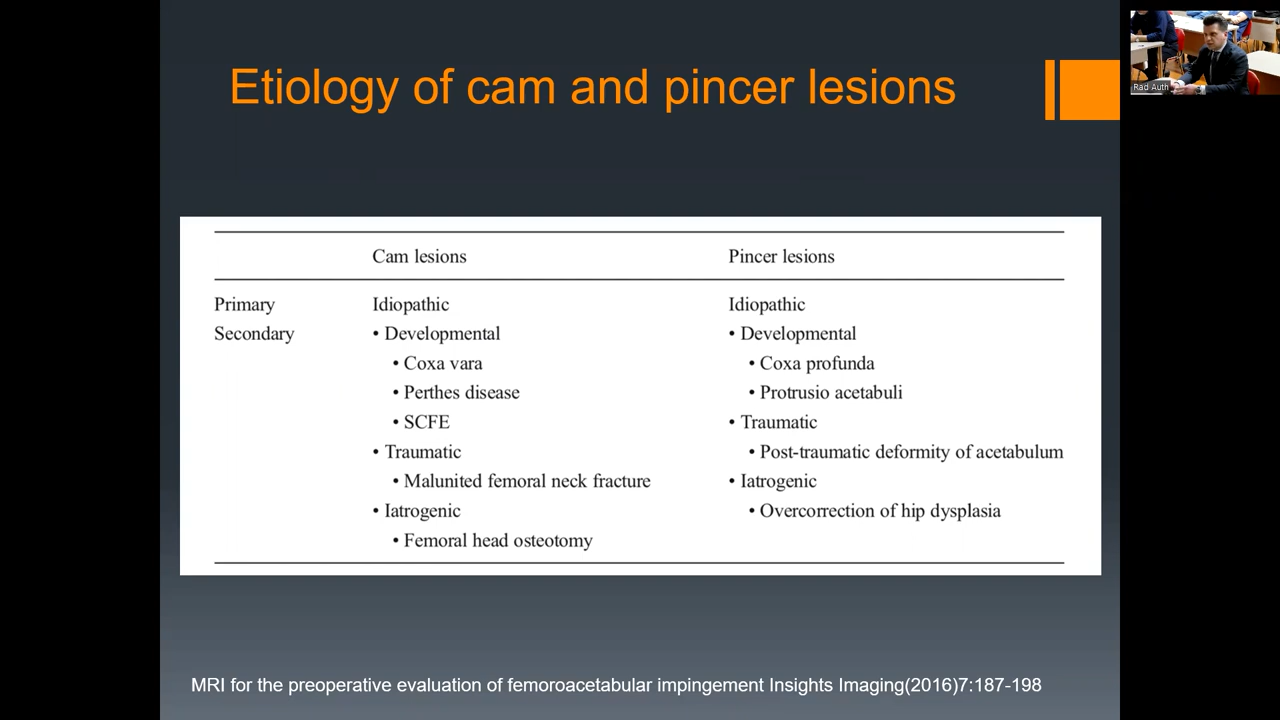 Etiology of cam and pincer lesions
Rad Auth
Cam lesions Pincer lesions
Primary Idiopathic Idiopathic
Secondary • Developmental • Developmental
• Coxa vara • Coxa profunda
• Perthes disease • Protrusio acetabuli
• SCFE • Traumatic
• Traumatic • Post-traumatic deformity of acetabulum
• Malunited femoral neck fracture • Iatrogenic
• Iatrogenic • Overcorrection of hip dysplasia
• Femoral head osteotomy
MRI for the preoperative evaluation of femoroacetabular impingement Insights Imaging(2016)7:187-198